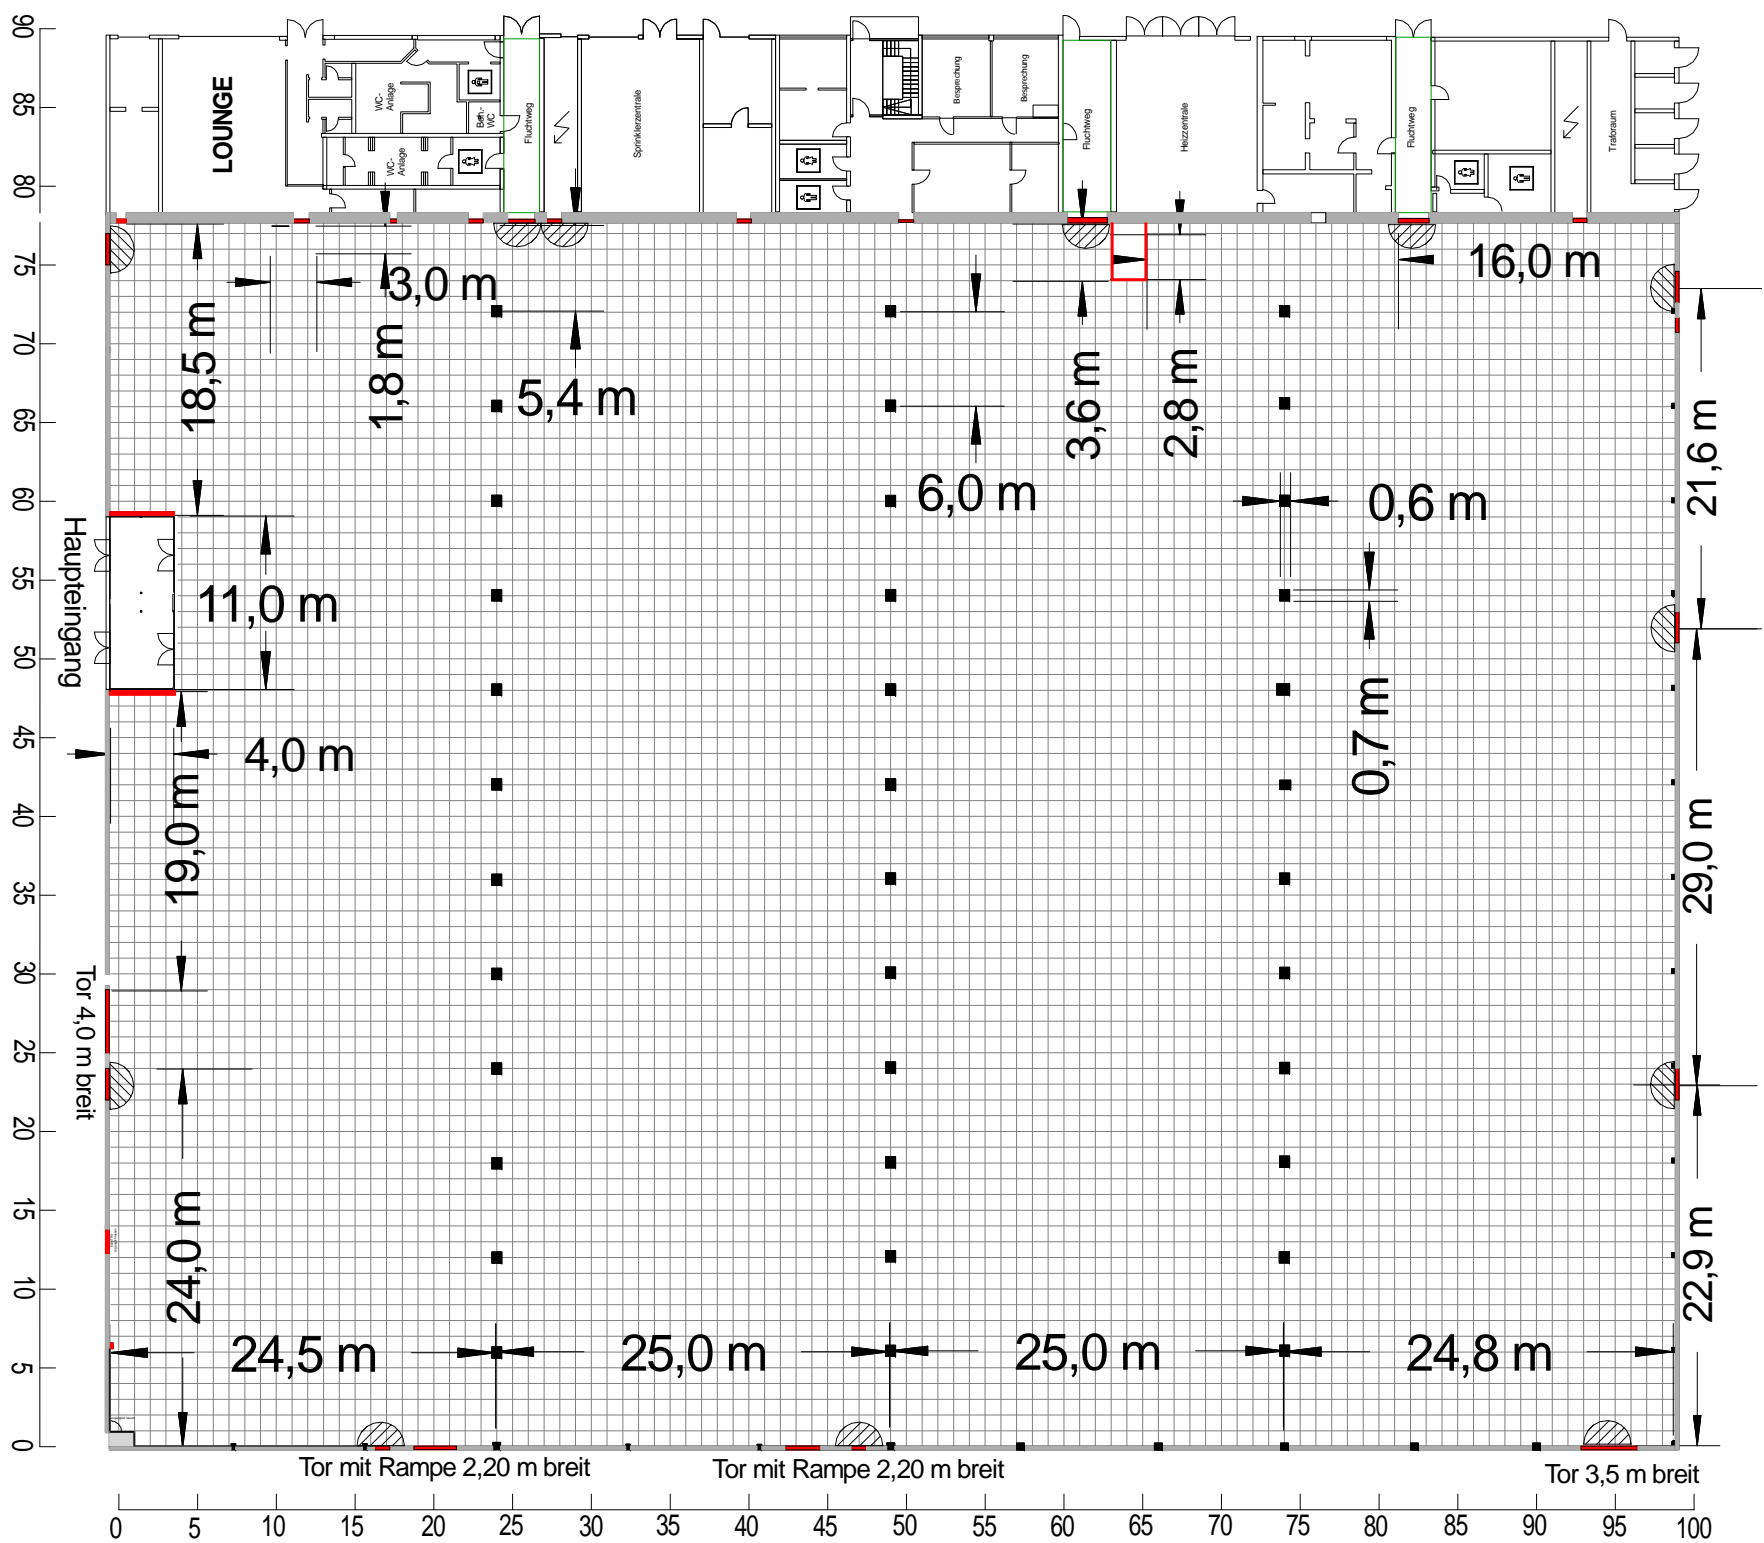 90
85
80
75
70
65
60
55
50
45
40
35
30
25
20
15
10
5
0
LOUNGE
WC-
Anlage
Beh.-
WC
WC-
Anlage
Fluchtweg
Sprinklerzentrale
Besprechung
Besprechung
Fluchtweg
Heizzentrale
Fluchtweg
Traforaum
16,0 m
3,0 m
18,5 m
1,8 m
5,4 m
3,6 m
2,8 m
21,6 m
6,0 m
0,6 m
Haupteingang
11,0 m
0,7 m
4,0 m
19,0 m
29,0 m
Tor 4,0 m breit
24,0 m
22,9 m
24,5 m
25,0 m
25,0 m
24,8 m
Tor mit Rampe 2,20 m breit
Tor mit Rampe 2,20 m breit
Tor 3,5 m breit
0 5 10 15 20 25 30 35 40 45 50 55 60 65 70 75 80 85 90 95 100